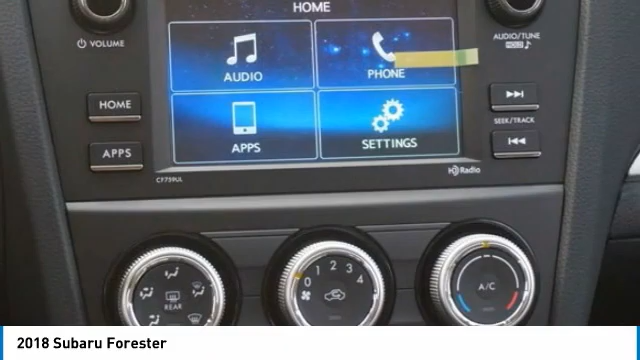 HOME
VOLUME
AUDIO/TUNE
HOLD
AUDIO
PHONE
HOME
SEEK/TRACK
APPS
APPS
SETTINGS
CF759UL
HD Radio
0 1 2 3 4
REAR
A/C
2018 Subaru Forester